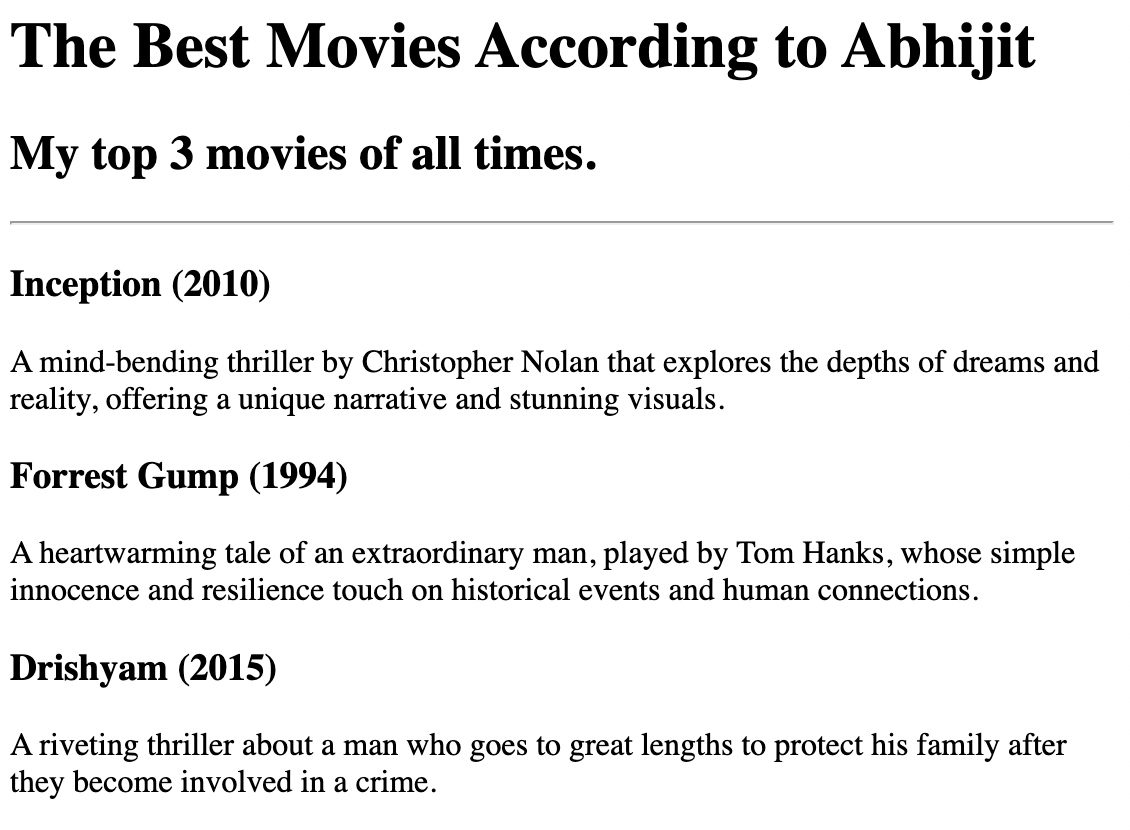 The Best Movies According to Abhijit
My top 3 movies of all times.
Inception (2010)
A mind-bending thriller by Christopher Nolan that explores the depths of dreams and
reality, offering a unique narrative and stunning visuals.
Forrest Gump (1994)
A heartwarming tale of an extraordinary man, played by Tom Hanks, whose simple
innocence and resilience touch on historical events and human connections.
Drishyam (2015)
A riveting thriller about a man who goes to great lengths to protect his family after
they become involved in a crime.